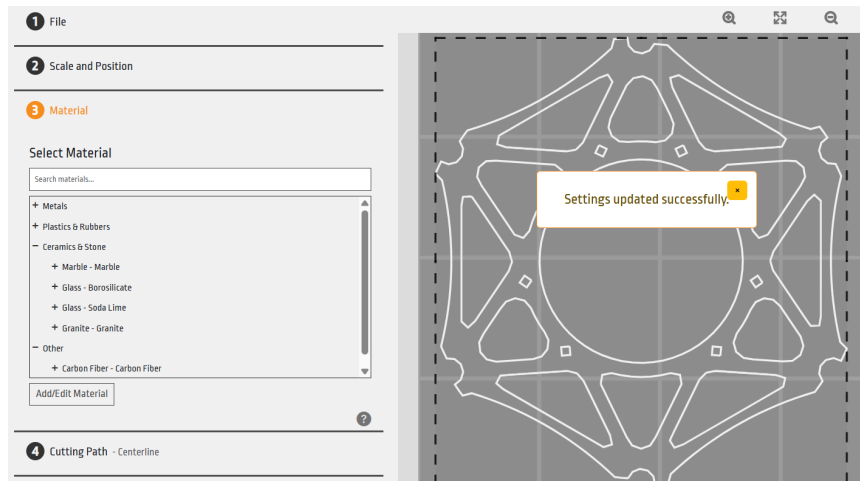 1 File
2 Scale and Position
3 Material
Select Material
Search materials...
+ Metals
+ Plastics & Rubbers
− Ceramics & Stone
+ Marble - Marble
+ Glass - Borosilicate
+ Glass - Soda Lime
+ Granite - Granite
− Other
+ Carbon Fiber - Carbon Fiber
Add/Edit Material
?
4 Cutting Path - Centerline
Settings updated successfully.
×